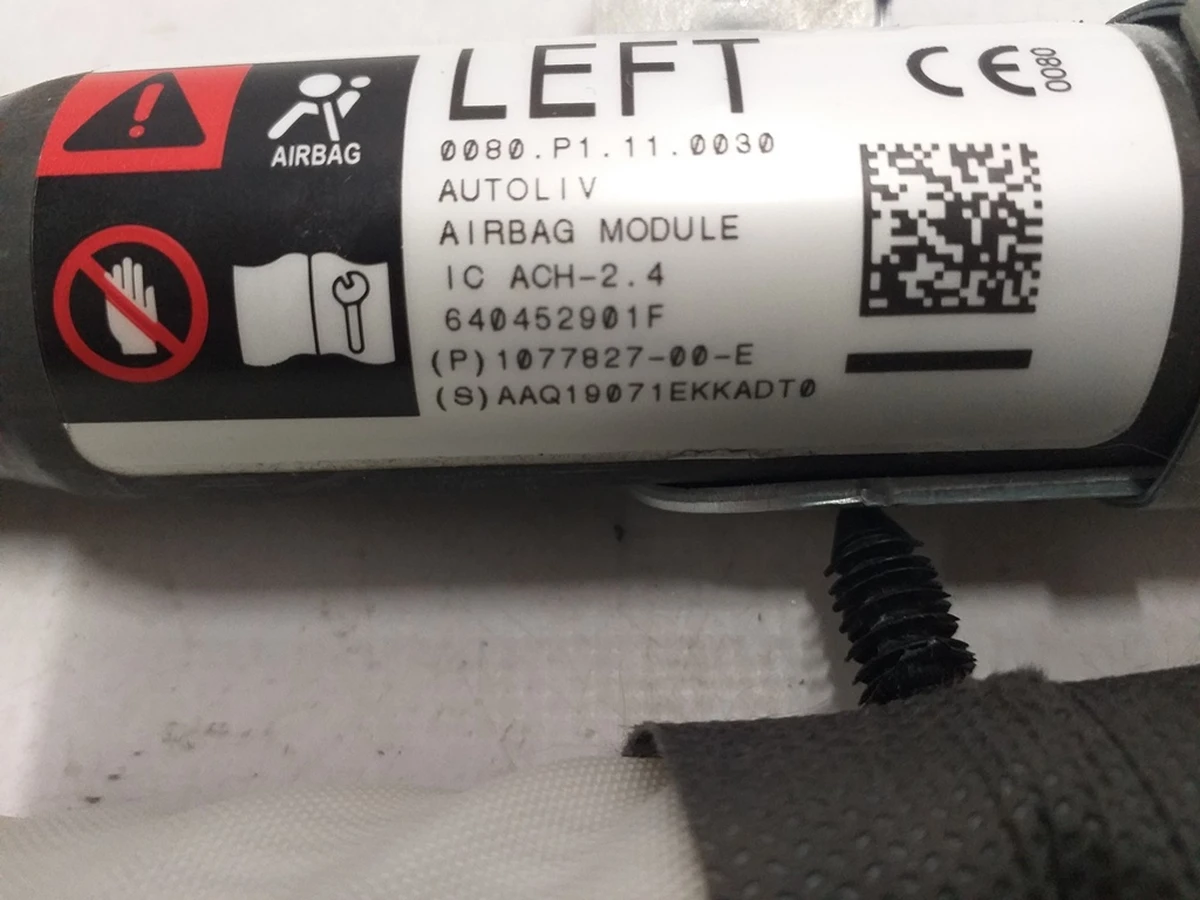 LEFT
CE 0080
AIRBAG
0080.P1.11.0030
AUTOLIV
AIRBAG MODULE
IC ACH-2.4
640452901F
(P)1077827-00-E
(S)AAQ19071EKKADT0